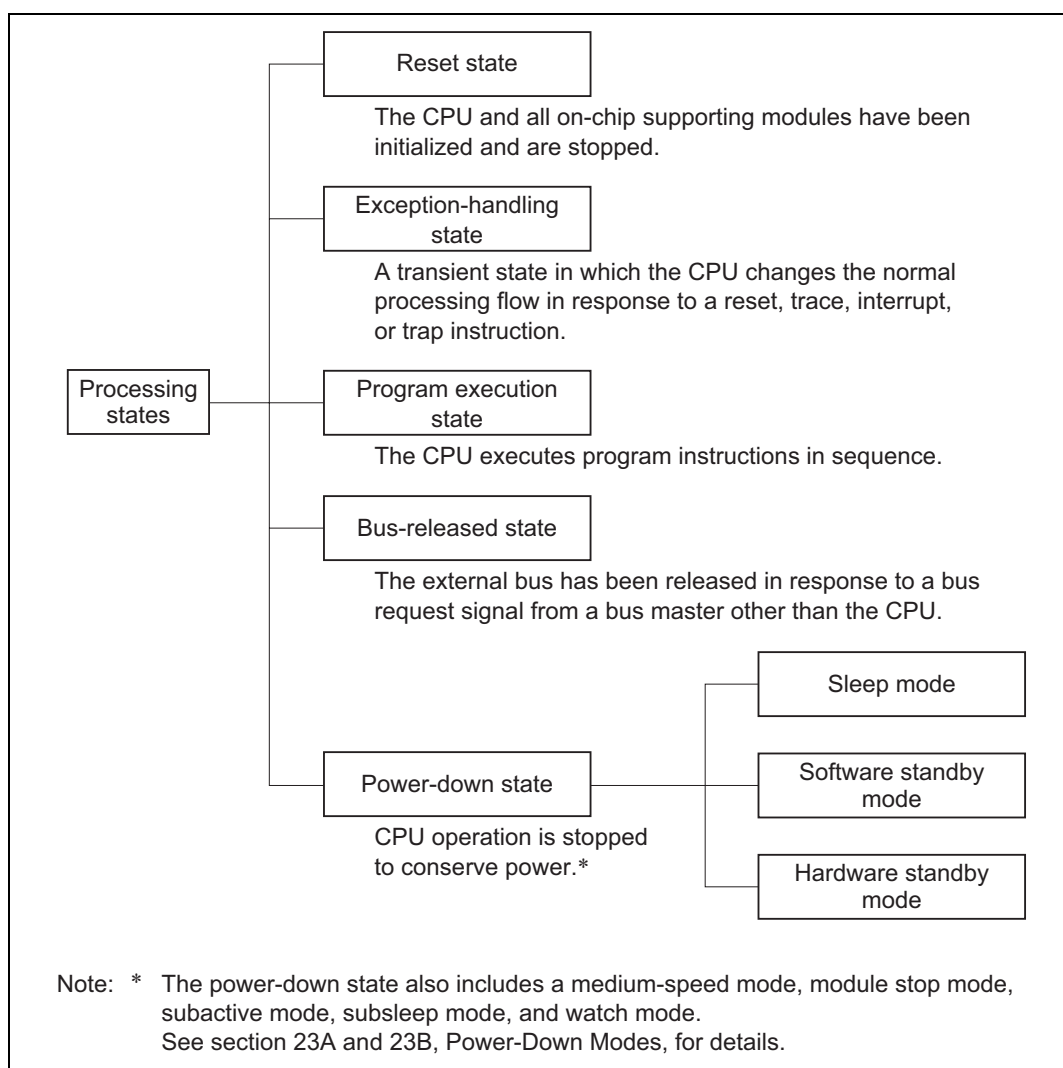 Reset state
The CPU and all on-chip supporting modules have been
initialized and are stopped.
Exception-handling
state
A transient state in which the CPU changes the normal
processing flow in response to a reset, trace, interrupt,
or trap instruction.
Processing
states
Program execution
state
The CPU executes program instructions in sequence.
Bus-released state
The external bus has been released in response to a bus
request signal from a bus master other than the CPU.
Sleep mode
Power-down state
CPU operation is stopped
to conserve power.*
Software standby
mode
Hardware standby
mode
Note: * The power-down state also includes a medium-speed mode, module stop mode,
subactive mode, subsleep mode, and watch mode.
See section 23A and 23B, Power-Down Modes, for details.